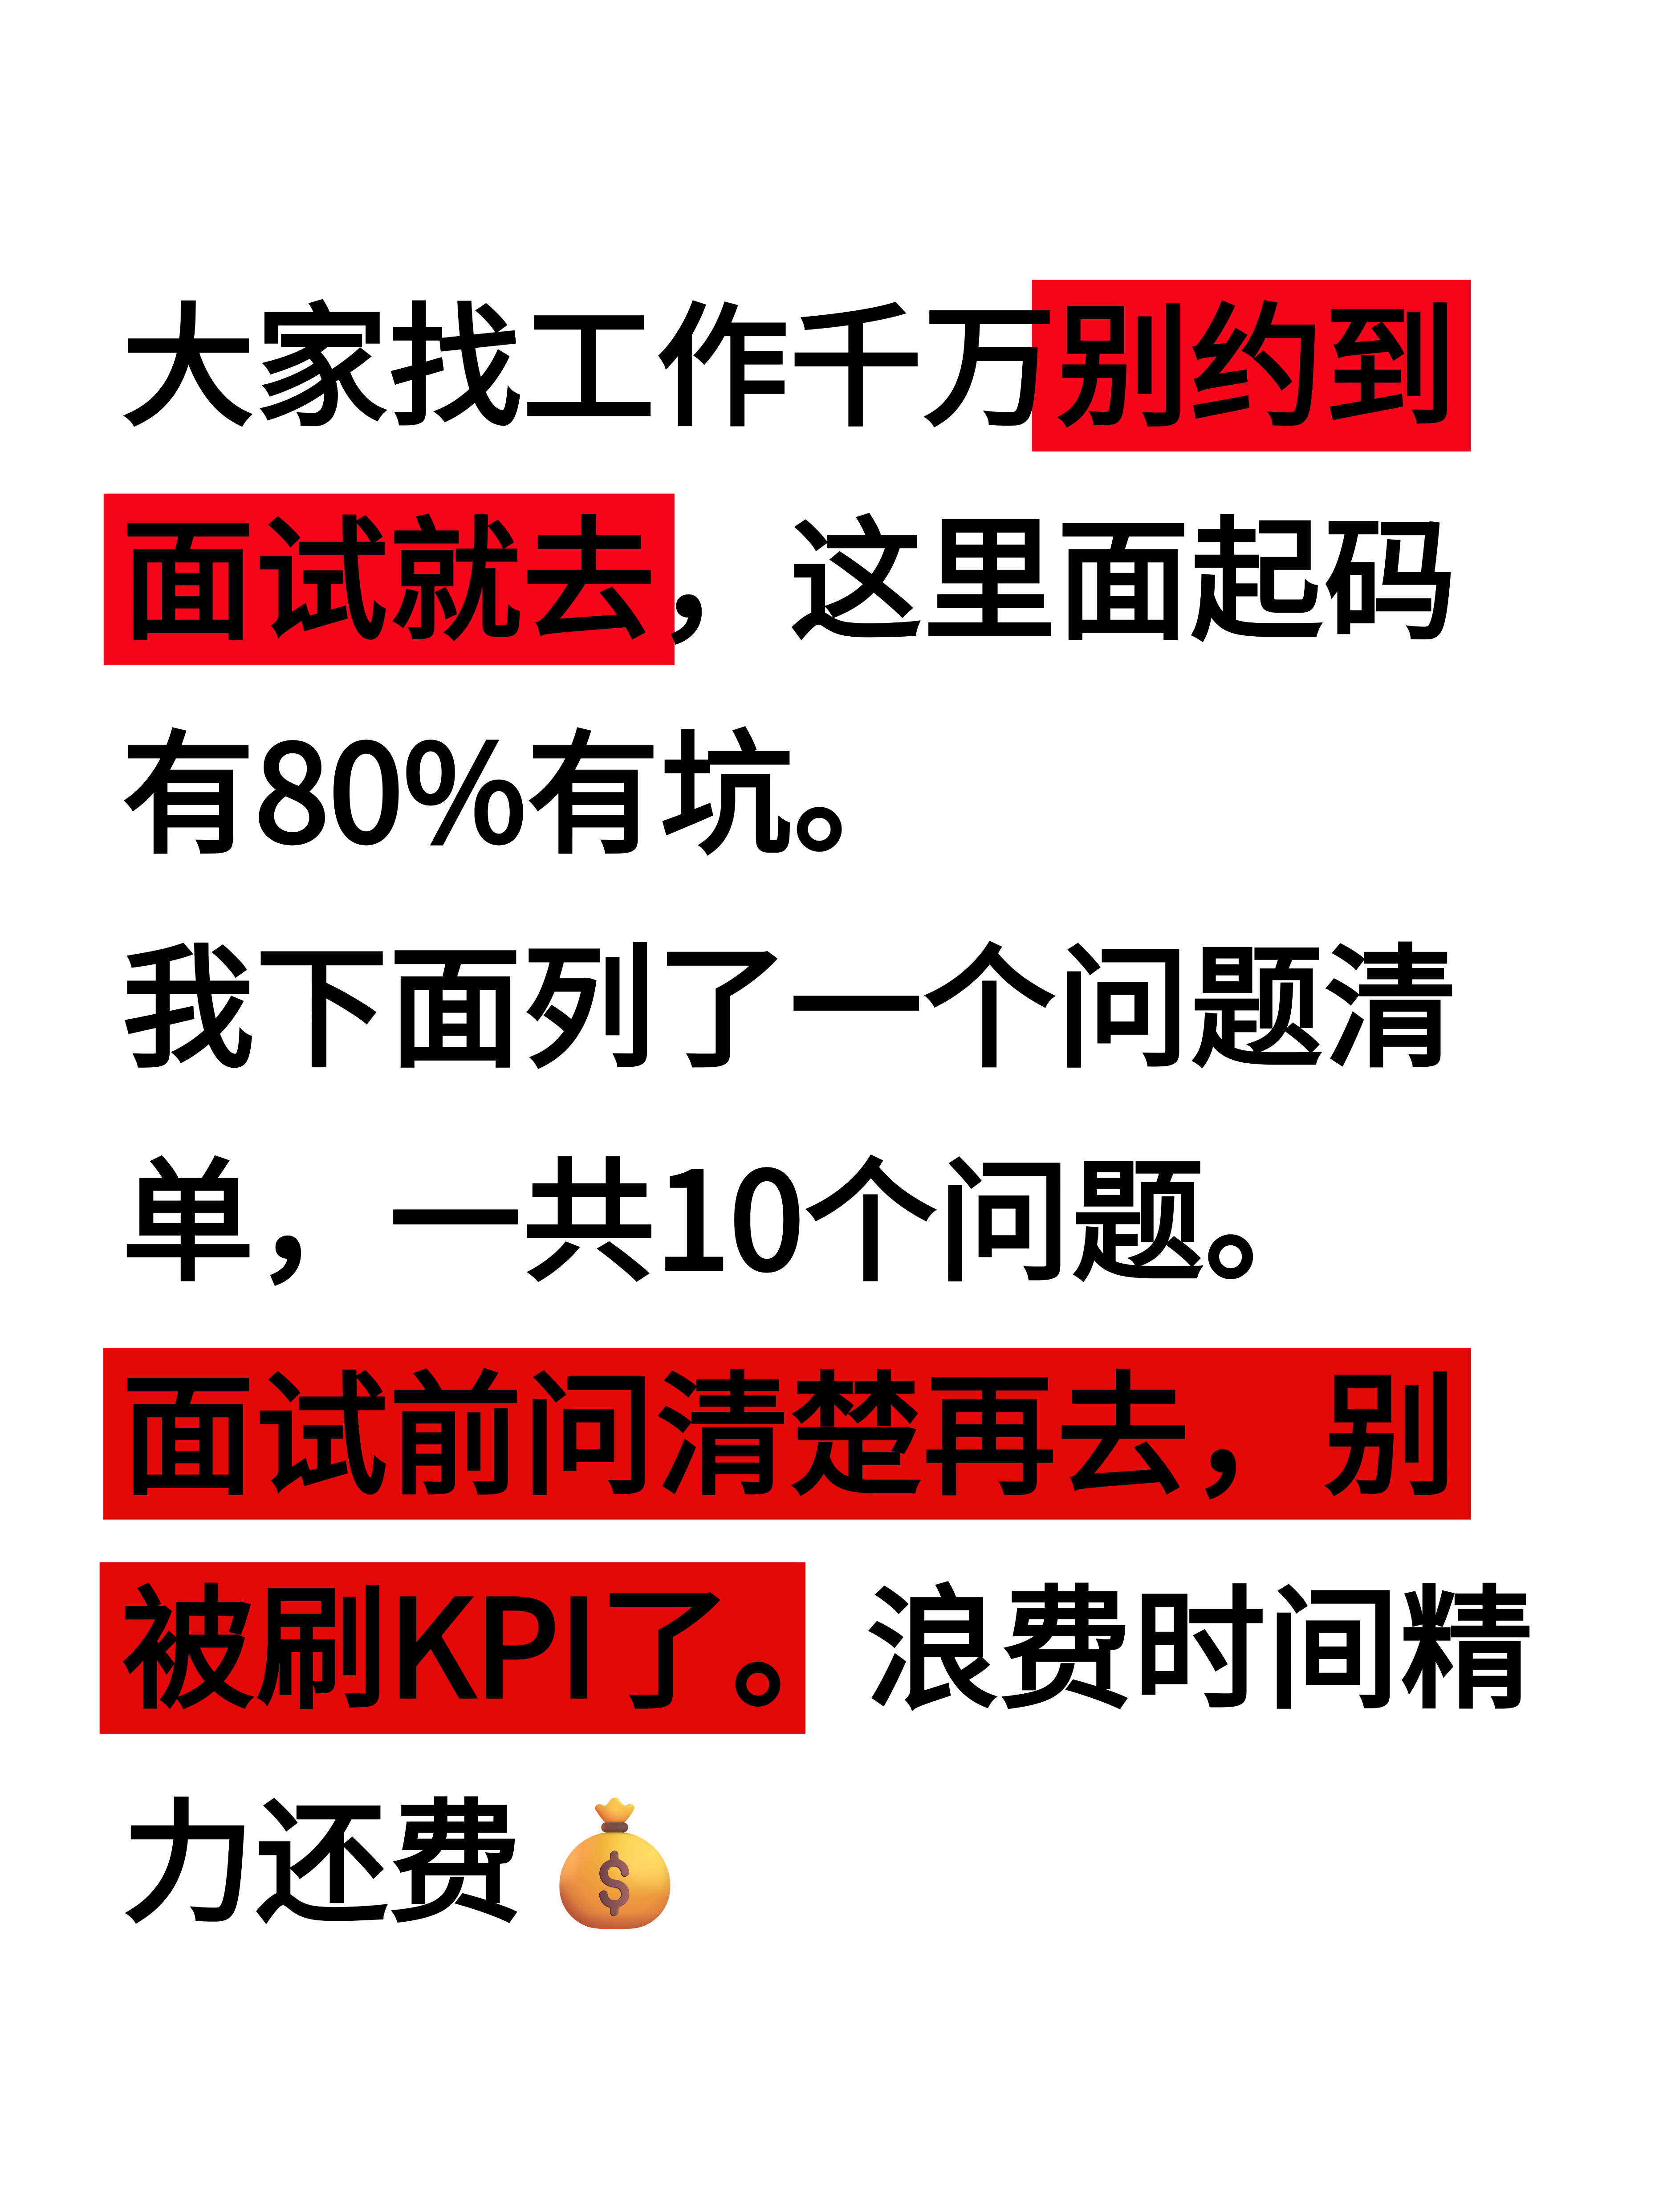 大家找工作千万别约到
面试就去，这里面起码
有80%有坑。
我下面列了一个问题清
单，一共10个问题。
面试前问清楚再去，别
被刷KPI了。浪费时间精
力还费💰